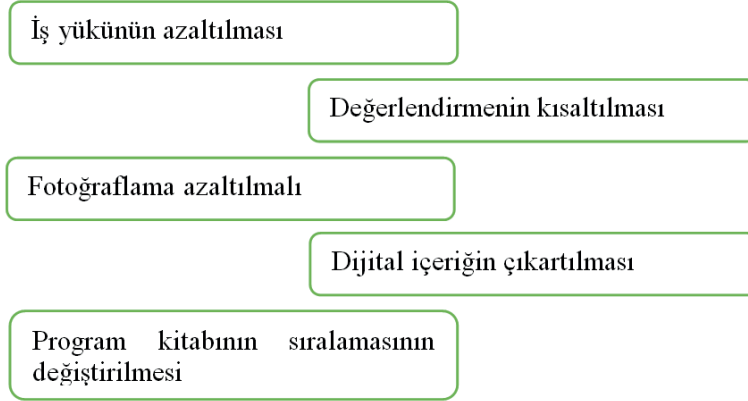 İş yükünün azaltılması
Değerlendirmenin kısaltılması
Fotoğraflama azaltılmalı
Dijital içeriğin çıkartılması
Program kitabının sıralamasının
değiştirilmesi